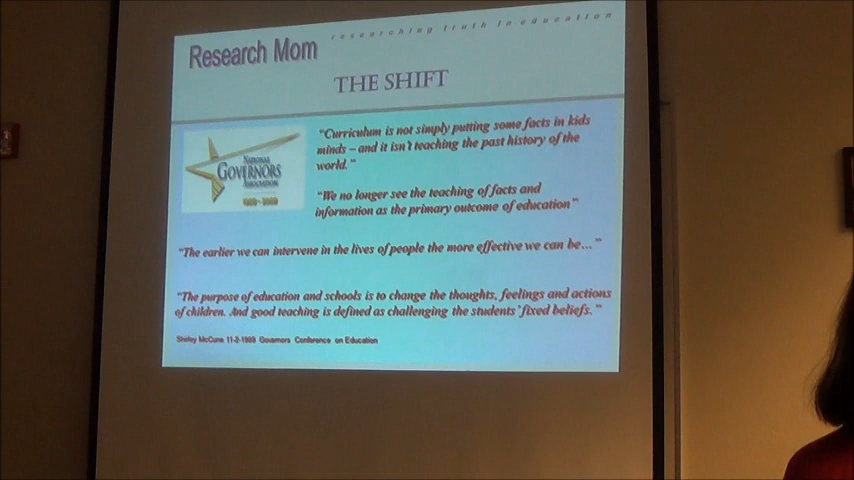 researching truth in education
Research Mom
THE SHIFT
NATIONAL
GOVERNORS
ASSOCIATION
"Curriculum is not simply putting some facts in kids
minds – and it isn't teaching the past history of the
world."
"We no longer see the teaching of facts and
information as the primary outcome of education"
"The earlier we can intervene in the lives of people the more effective we can be..."
"The purpose of education and schools is to change the thoughts, feelings and actions
of children. And good teaching is defined as challenging the students' fixed beliefs. "
Shirley McCune 11-2-1989 Governors Conference on Education